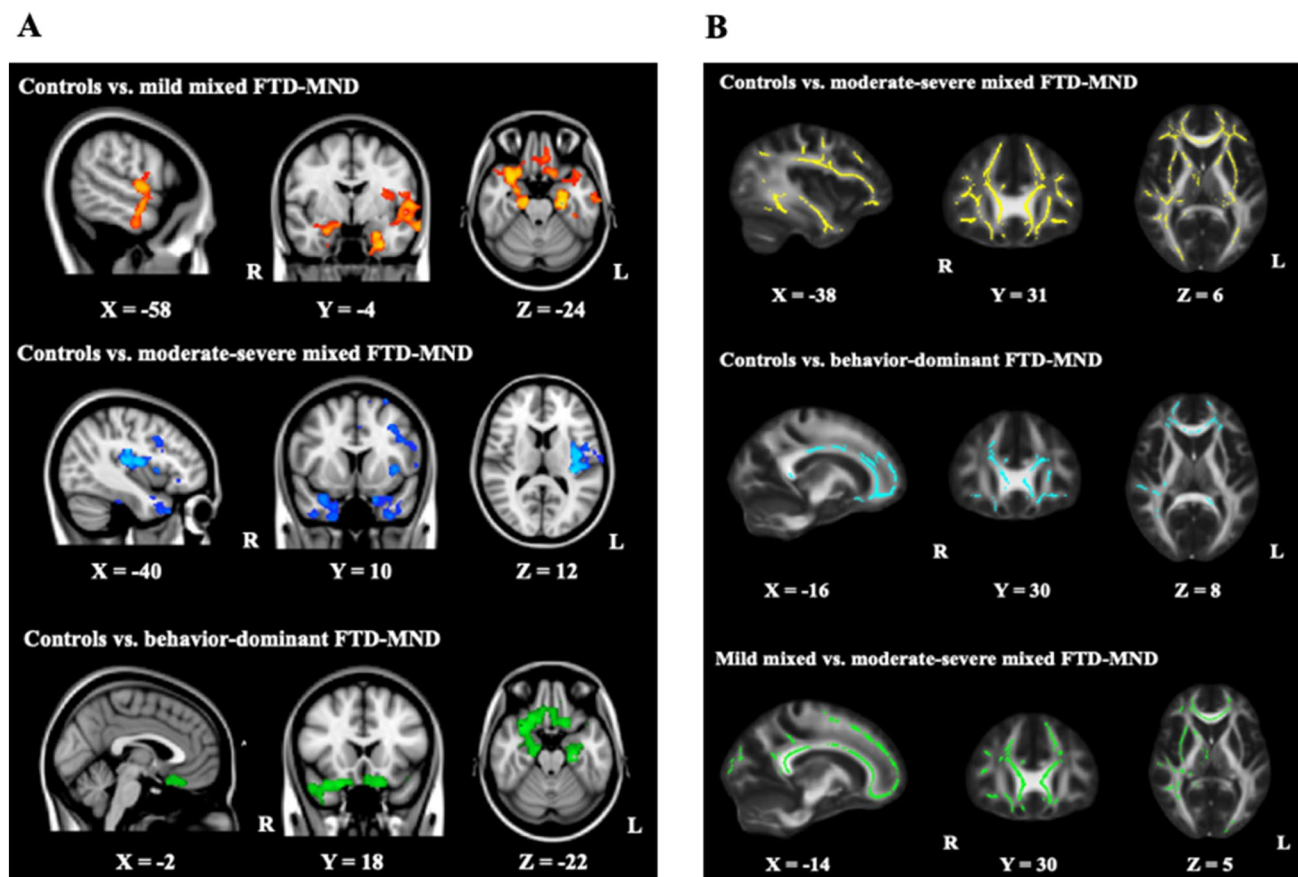 A
Controls vs. mild mixed FTD-MND
R
L
X = -58
Y = -4
Z = -24
Controls vs. moderate-severe mixed FTD-MND
R
L
X = -40
Y = 10
Z = 12
Controls vs. behavior-dominant FTD-MND
R
L
X = -2
Y = 18
Z = -22
B
Controls vs. moderate-severe mixed FTD-MND
R
L
X = -38
Y = 31
Z = 6
Controls vs. behavior-dominant FTD-MND
R
L
X = -16
Y = 30
Z = 8
Mild mixed vs. moderate-severe mixed FTD-MND
R
L
X = -14
Y = 30
Z = 5